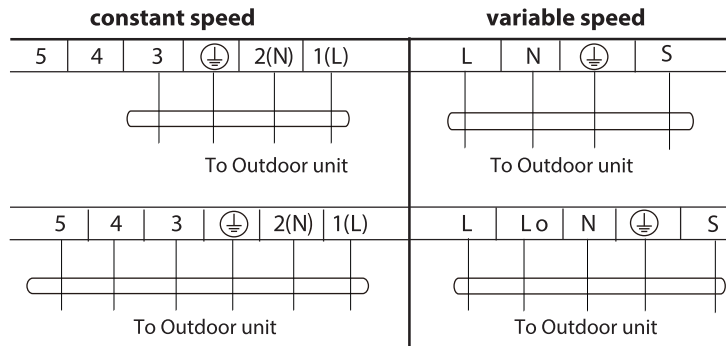 constant speed variable speed
5 4 3 ⏚ 2(N) 1(L) L N ⏚ S
To Outdoor unit To Outdoor unit
5 4 3 ⏚ 2(N) 1(L) L Lo N ⏚ S
To Outdoor unit To Outdoor unit